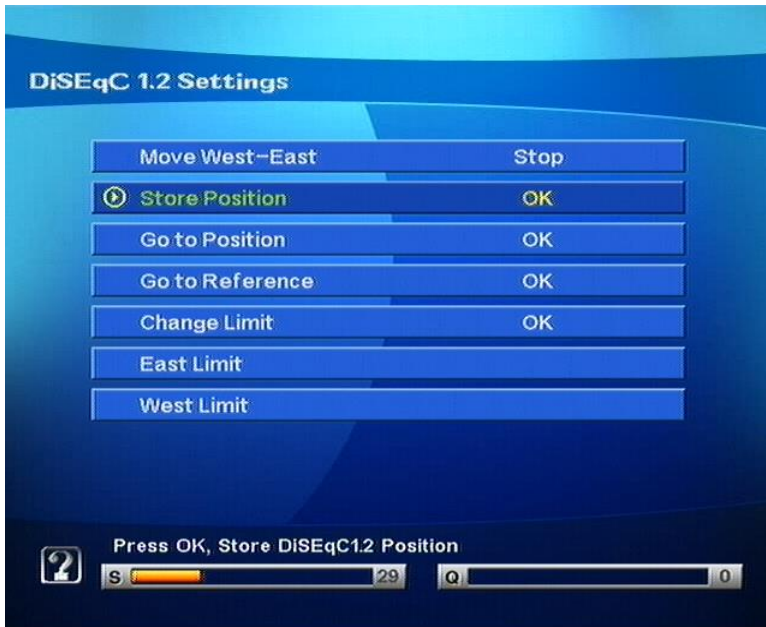 DiSEqC 1.2 Settings
Move West-East Stop
Store Position OK
Go to Position OK
Go to Reference OK
Change Limit OK
East Limit
West Limit
Press OK, Store DiSEqC1.2 Position
? S 29 Q 0